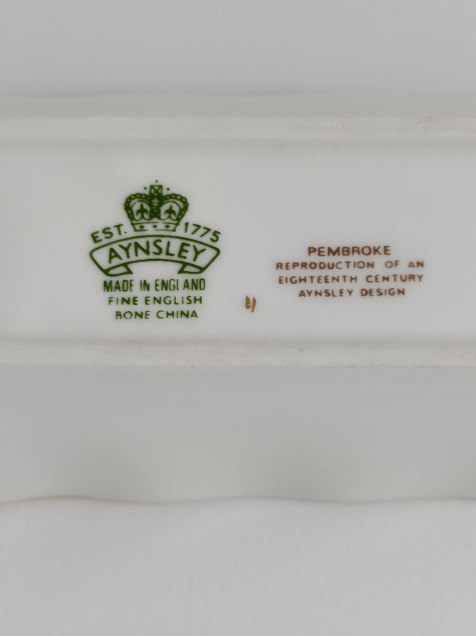 EST. 1775
AYNSLEY
MADE IN ENGLAND
FINE ENGLISH
BONE CHINA
PEMBROKE
REPRODUCTION OF AN
EIGHTEENTH CENTURY
AYNSLEY DESIGN